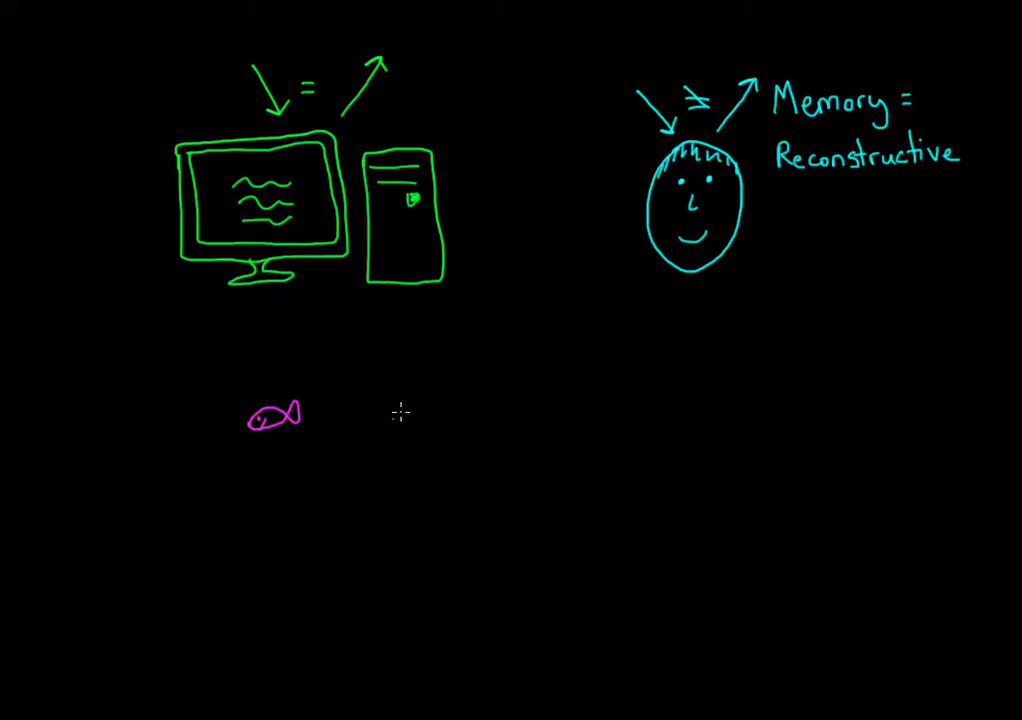 =
≠
Memory =
Reconstructive